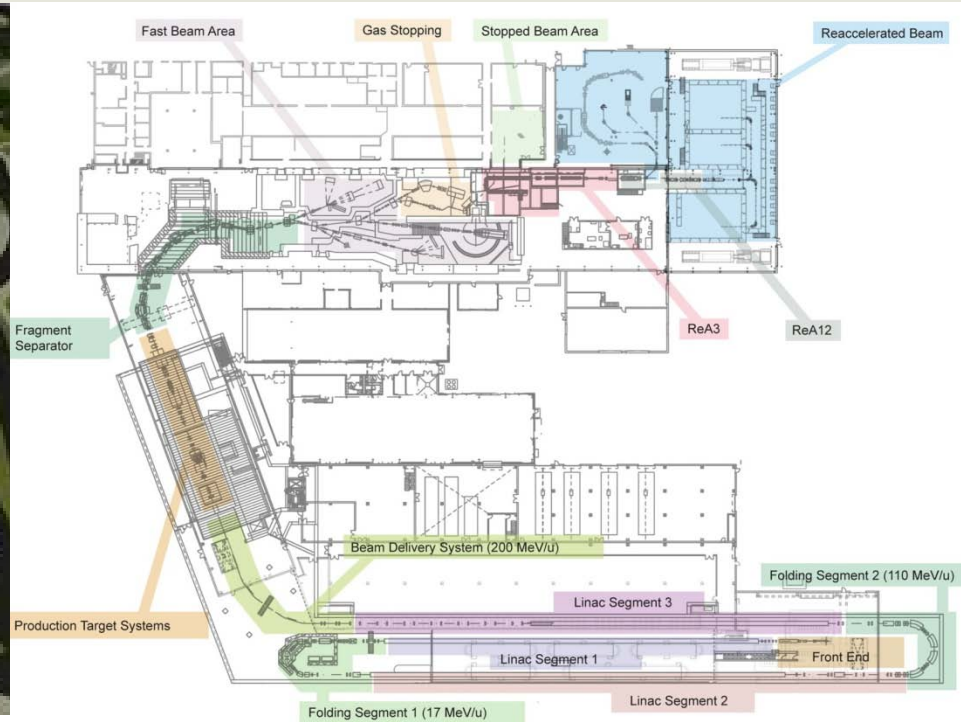 Fast Beam Area
Gas Stopping
Stopped Beam Area
Reaccelerated Beam
Fragment
Separator
ReA3
ReA12
Beam Delivery System (200 MeV/u)
Folding Segment 2 (110 MeV/u)
Production Target Systems
Linac Segment 3
Linac Segment 1
Front End
Linac Segment 2
Folding Segment 1 (17 MeV/u)